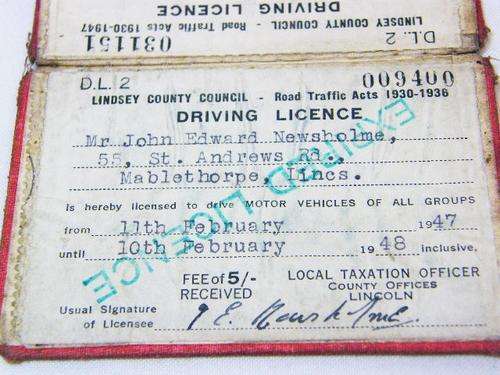 DRIVING LICENCE
LINDSEY COUNTY COUNCIL - Road Traffic Acts 1930-1947
D.L. 2
031151
D.L. 2
009400
LINDSEY COUNTY COUNCIL - Road Traffic Acts 1930-1936
DRIVING LICENCE
Mr John Edward Newsholme,
55, St. Andrews Rd.,
Mablethorpe, Lincs.
is hereby licensed to drive MOTOR VEHICLES OF ALL GROUPS
from 11th February 1947
until 10th February 1948 inclusive.
EXPIRED LICENCE
FEE of 5/-
RECEIVED
LOCAL TAXATION OFFICER
COUNTY OFFICES
LINCOLN
Usual Signature
of Licensee
J E. Newsholme.